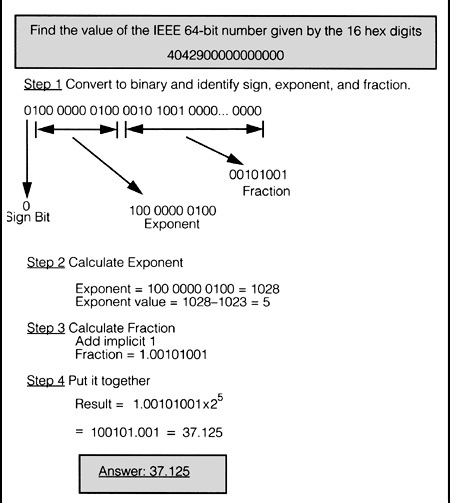 Find the value of the IEEE 64-bit number given by the 16 hex digits
4042900000000000
Step 1 Convert to binary and identify sign, exponent, and fraction.
0100 0000 0100 0010 1001 0000... 0000
00101001
Fraction
0
Sign Bit
100 0000 0100
Exponent
Step 2 Calculate Exponent
Exponent = 100 0000 0100 = 1028
Exponent value = 1028–1023 = 5
Step 3 Calculate Fraction
Add implicit 1
Fraction = 1.00101001
Step 4 Put it together
Result = 1.00101001x2⁵
= 100101.001 = 37.125
Answer: 37.125